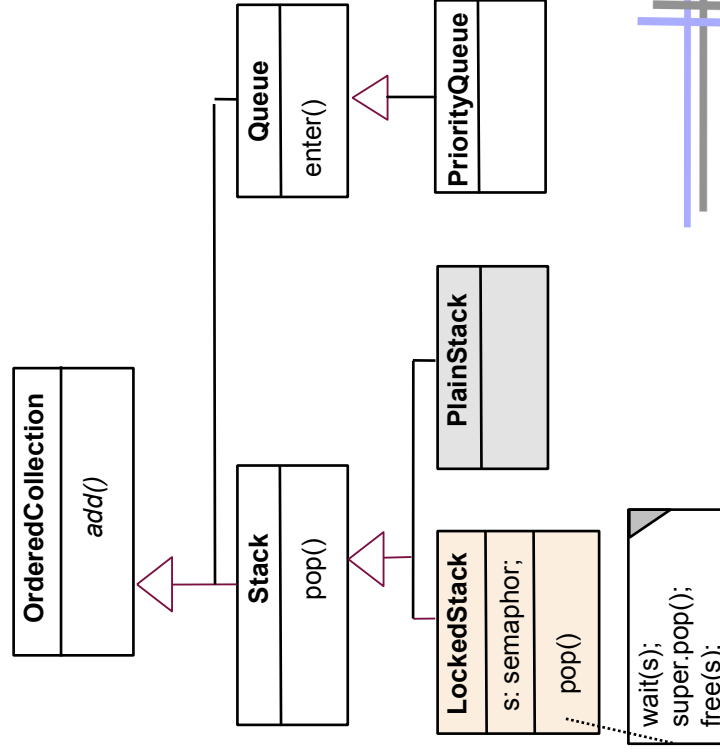 OrderedCollection
add()
Stack
pop()
Queue
enter()
LockedStack
s: semaphor;
pop()
PlainStack
PriorityQueue
wait(s);
super.pop();
free(s);